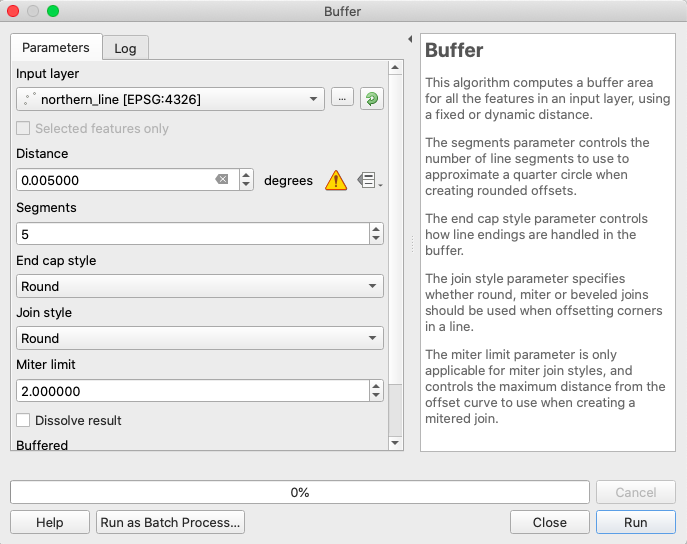 Buffer
Parameters
Log
Input layer
northern_line [EPSG:4326]
...
Selected features only
Distance
0.005000
degrees
Segments
5
End cap style
Round
Join style
Round
Miter limit
2.000000
Dissolve result
Buffered
Buffer
This algorithm computes a buffer area
for all the features in an input layer, using
a fixed or dynamic distance.
The segments parameter controls the
number of line segments to use to
approximate a quarter circle when
creating rounded offsets.
The end cap style parameter controls
how line endings are handled in the
buffer.
The join style parameter specifies
whether round, miter or beveled joins
should be used when offsetting corners
in a line.
The miter limit parameter is only
applicable for miter join styles, and
controls the maximum distance from the
offset curve to use when creating a
mitered join.
0%
Cancel
Help
Run as Batch Process...
Close
Run